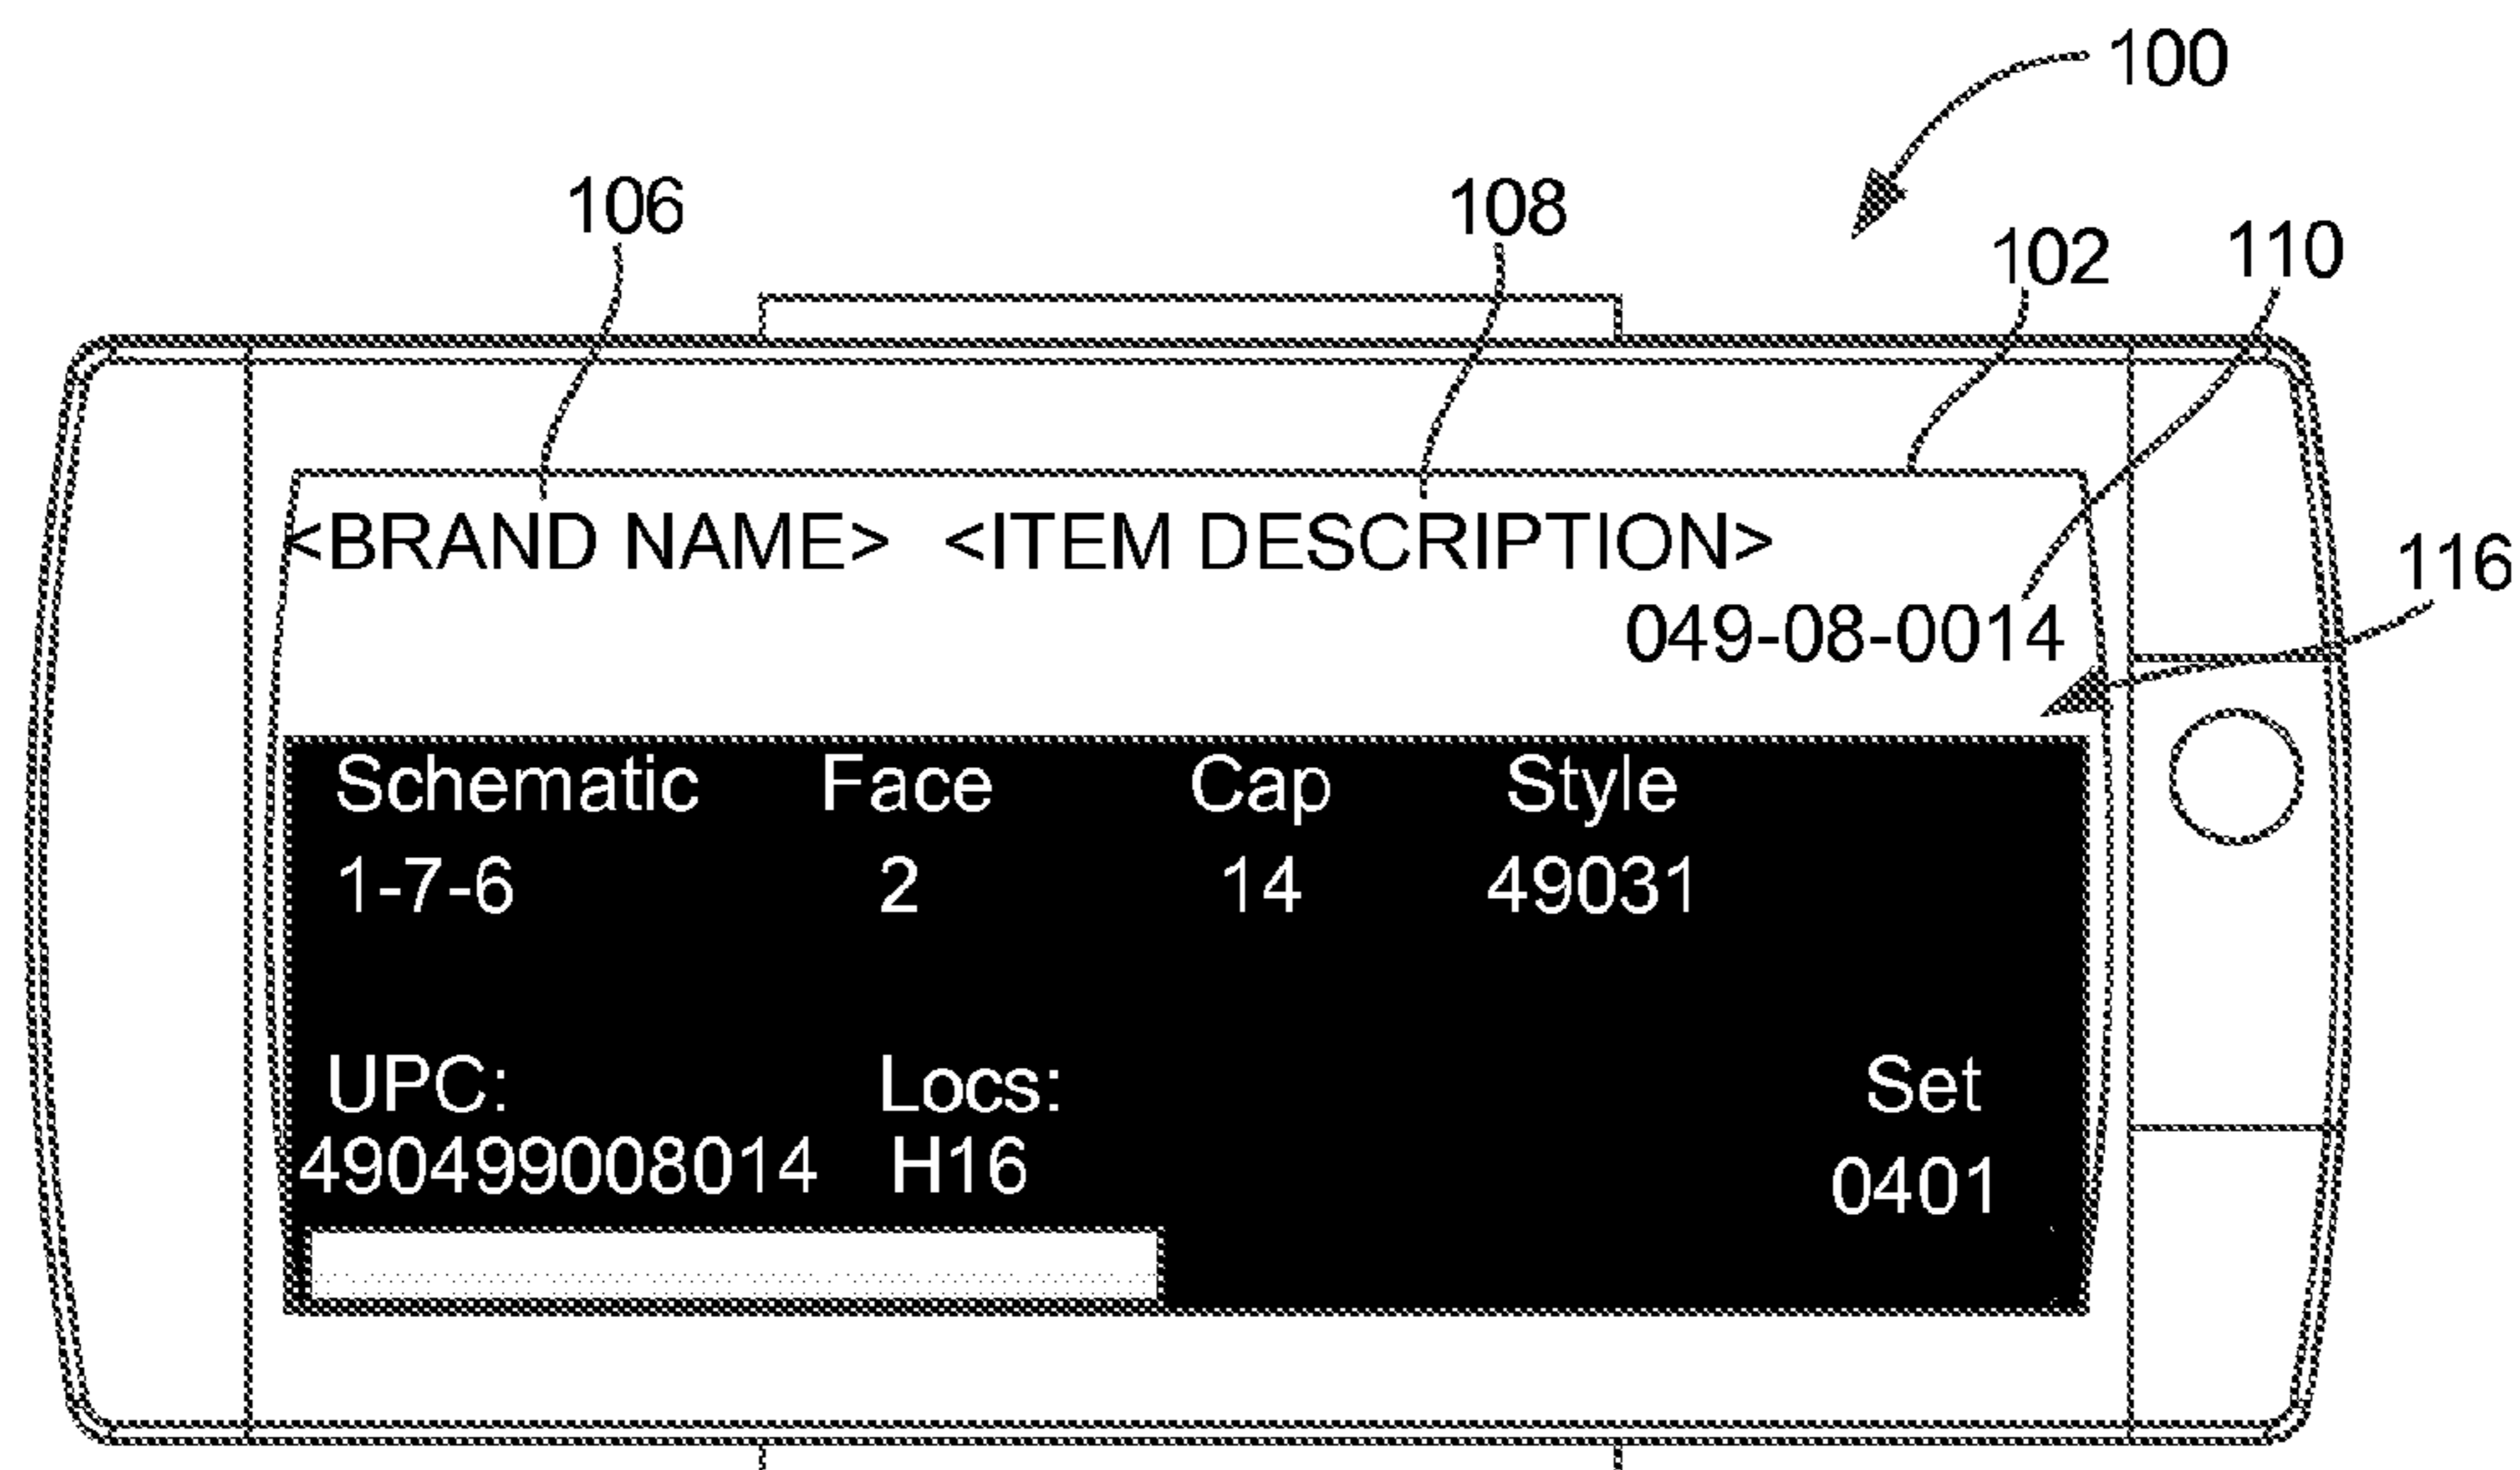 100
106 108
102 110
<BRAND NAME> <ITEM DESCRIPTION>
116
049-08-0014
Schematic Face Cap Style
1-7-6 2 14 49031
UPC: Locs: Set
490499008014 H16 0401